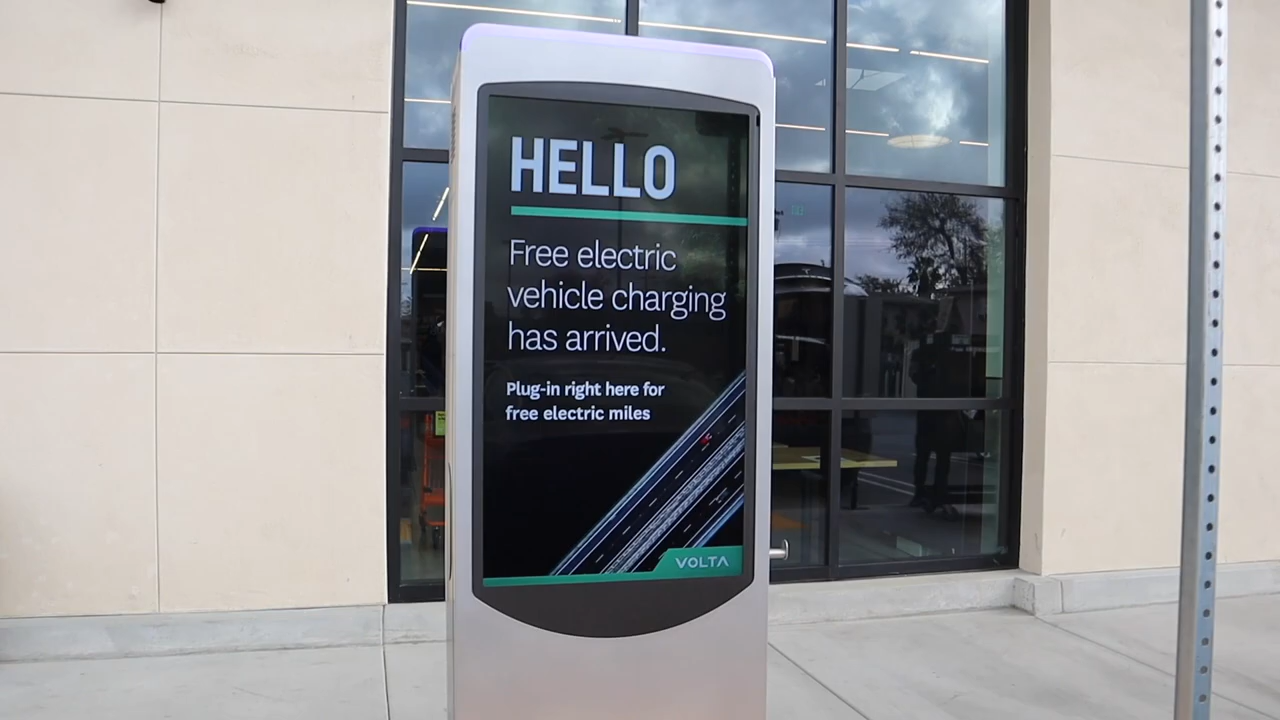 HELLO
Free electric
vehicle charging
has arrived.
Plug-in right here for
free electric miles
VOLTA